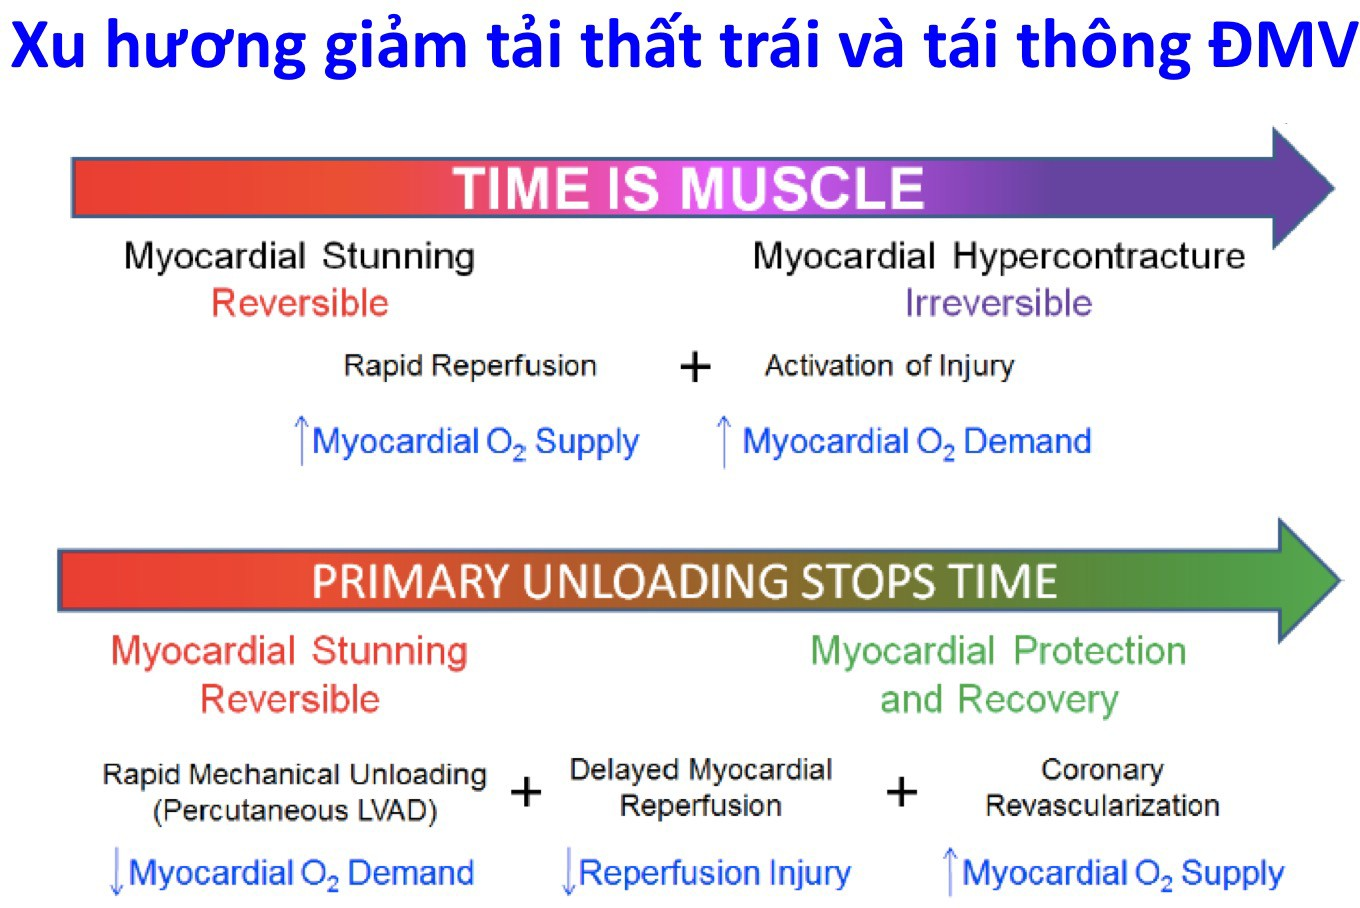 Xu hương giảm tải thất trái và tái thông ĐMV
TIME IS MUSCLE
Myocardial Stunning
Reversible
Myocardial Hypercontracture
Irreversible
Rapid Reperfusion + Activation of Injury
↑Myocardial O₂ Supply ↑ Myocardial O₂ Demand
PRIMARY UNLOADING STOPS TIME
Myocardial Stunning
Reversible
Myocardial Protection
and Recovery
Rapid Mechanical Unloading
(Percutaneous LVAD)
+
Delayed Myocardial
Reperfusion
+
Coronary
Revascularization
↓Myocardial O₂ Demand
↓Reperfusion Injury
↑Myocardial O₂ Supply